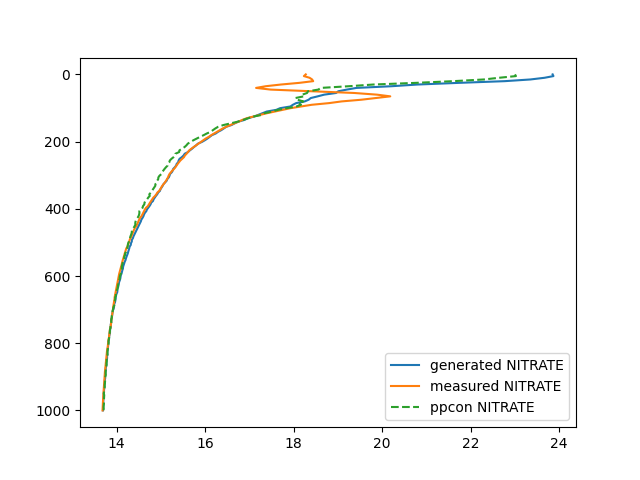 0
200
400
600
800
1000
14 16 18 20 22 24
generated NITRATE
measured NITRATE
ppcon NITRATE